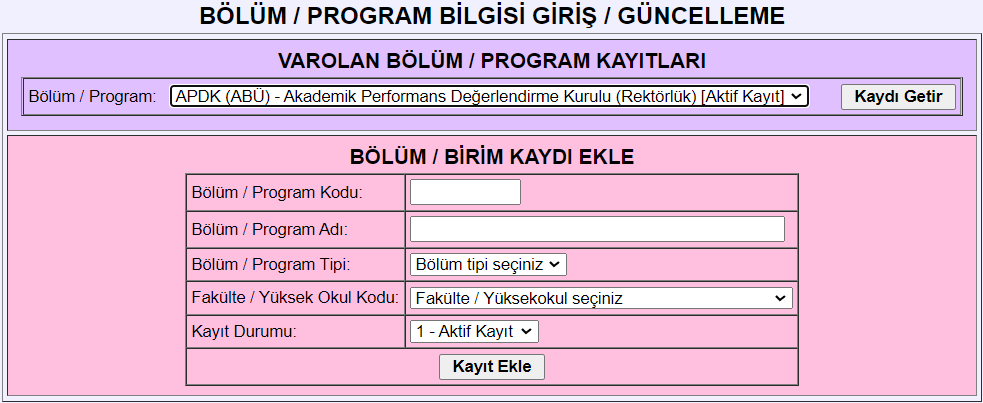 BÖLÜM / PROGRAM BİLGİSİ GİRİŞ / GÜNCELLEME
VAROLAN BÖLÜM / PROGRAM KAYITLARI
Bölüm / Program: APDK (ABÜ) - Akademik Performans Değerlendirme Kurulu (Rektörlük) [Aktif Kayıt] Kaydı Getir
BÖLÜM / BİRİM KAYDI EKLE
Bölüm / Program Kodu:
Bölüm / Program Adı:
Bölüm / Program Tipi: Bölüm tipi seçiniz
Fakülte / Yüksek Okul Kodu: Fakülte / Yüksekokul seçiniz
Kayıt Durumu: 1 - Aktif Kayıt
Kayıt Ekle